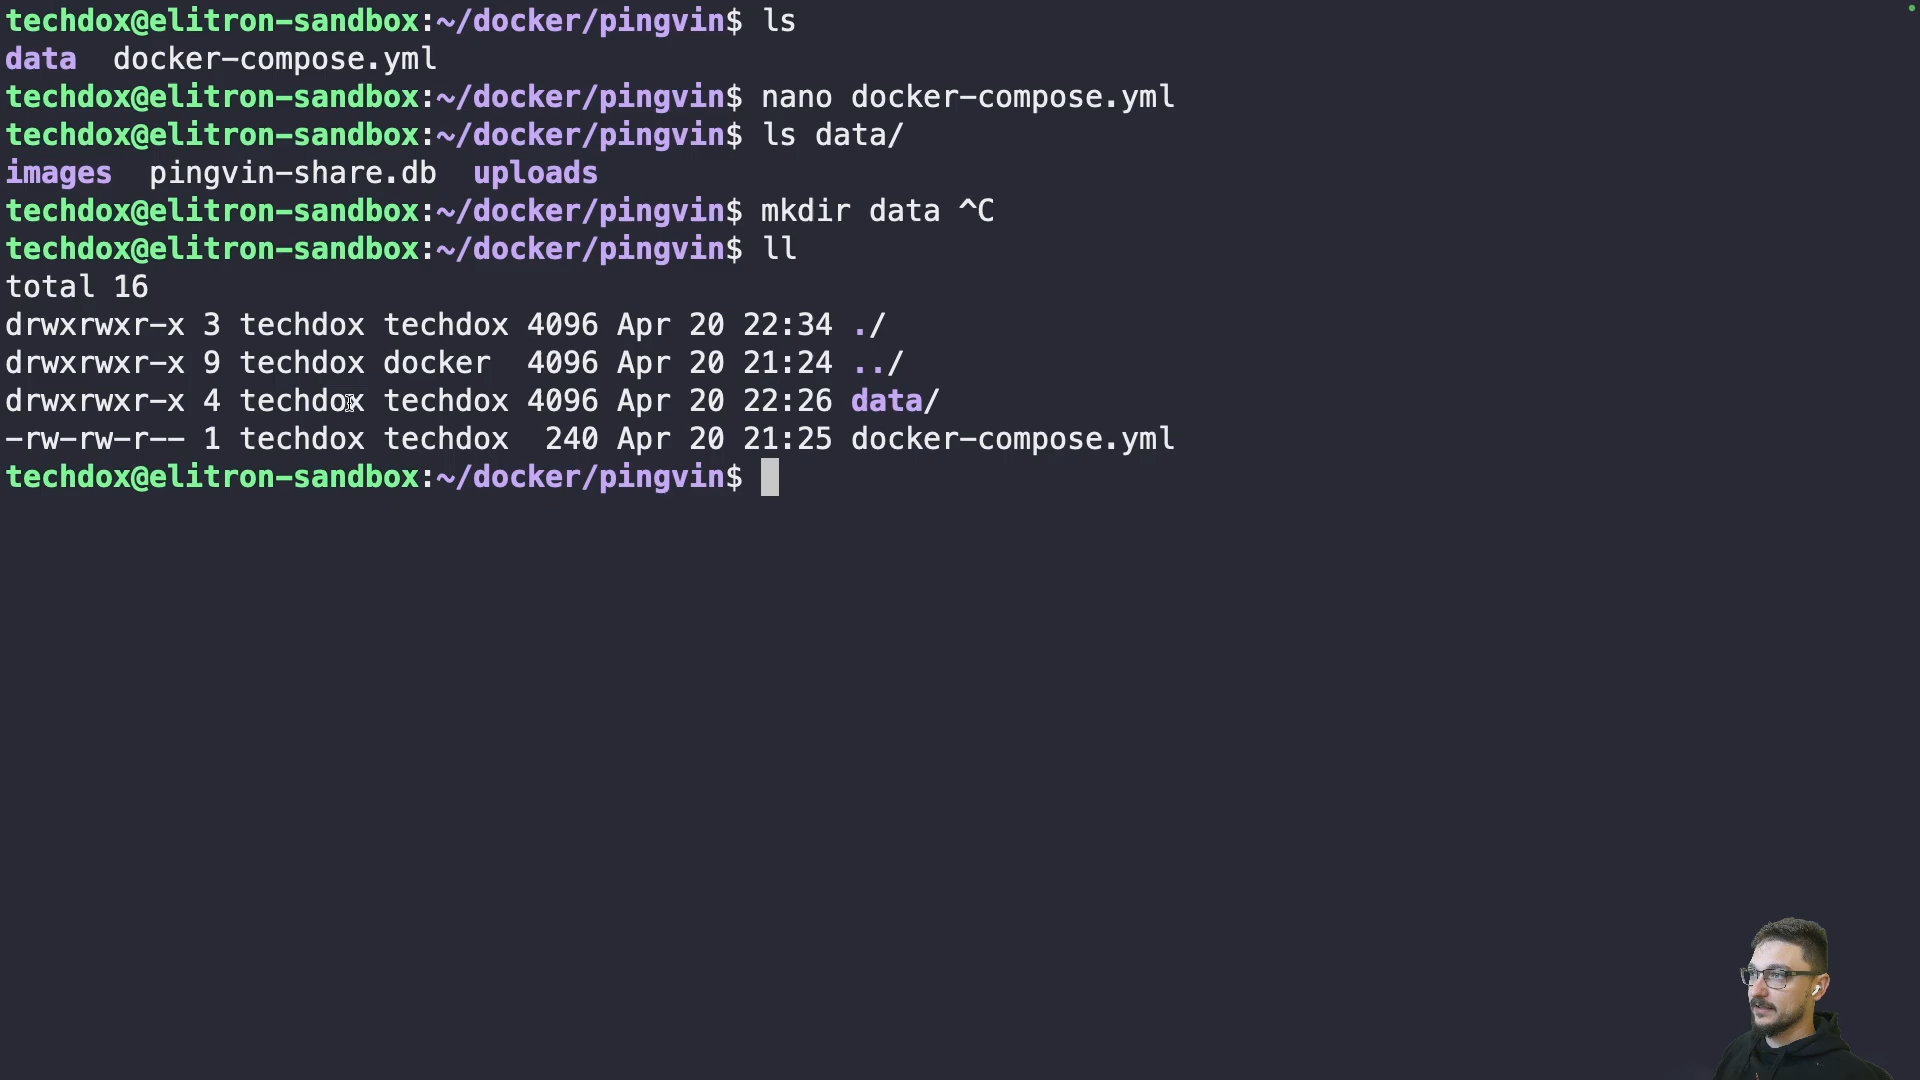 techdox@elitron-sandbox:~/docker/pingvin$ ls
data  docker-compose.yml
techdox@elitron-sandbox:~/docker/pingvin$ nano docker-compose.yml
techdox@elitron-sandbox:~/docker/pingvin$ ls data/
images  pingvin-share.db  uploads
techdox@elitron-sandbox:~/docker/pingvin$ mkdir data ^C
techdox@elitron-sandbox:~/docker/pingvin$ ll
total 16
drwxrwxr-x 3 techdox techdox 4096 Apr 20 22:34 ./
drwxrwxr-x 9 techdox docker  4096 Apr 20 21:24 ../
drwxrwxr-x 4 techdox techdox 4096 Apr 20 22:26 data/
-rw-rw-r-- 1 techdox techdox  240 Apr 20 21:25 docker-compose.yml
techdox@elitron-sandbox:~/docker/pingvin$